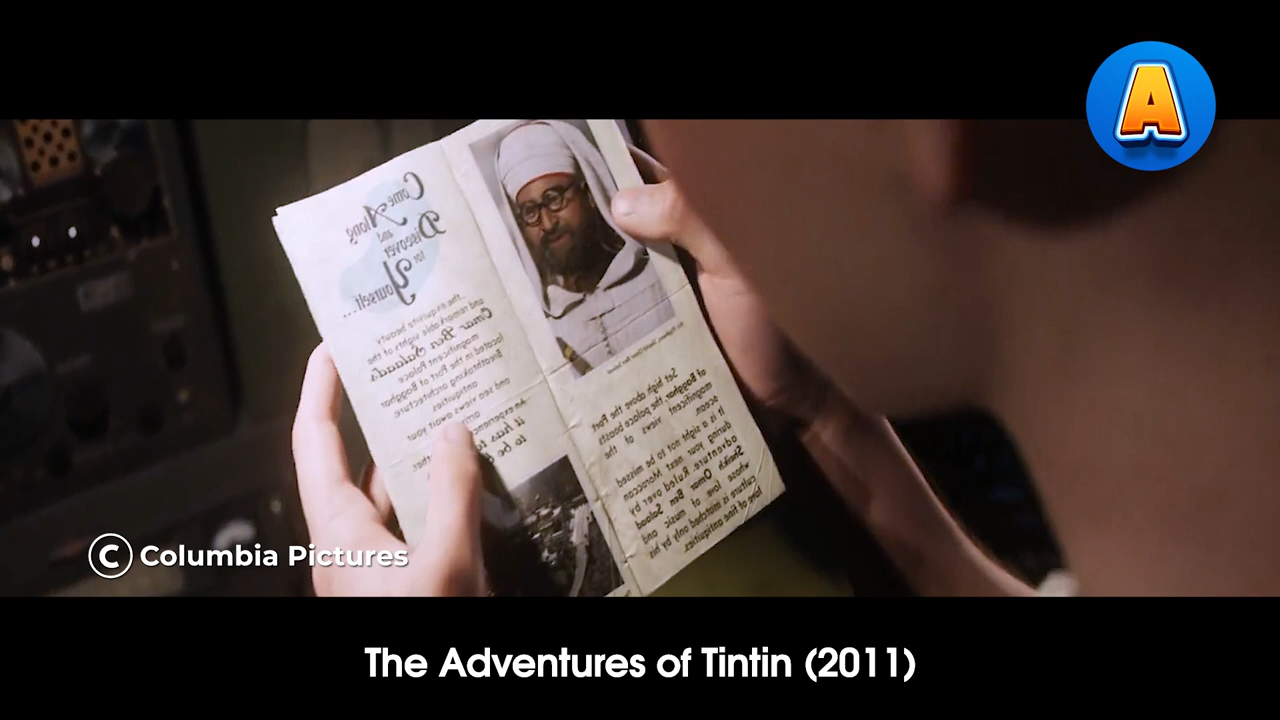 A
Come Along
and
Discover
for
Yourself...
...the exquisite beauty
and remarkable sights of the
Omar Ben Salaad's
magnificent Palace
located in the Port of Bagghar.
Breathtaking architecture,
antiquities
and sea views await your
An experience
it has to
to be
Set high above the Port
of Bagghar the palace boasts
magnificent views of the
ocean.
It is a sight not to be missed
during your next Moroccan
adventure. Ruled over by
Sheikh Omar Ben Salaad
whose love of music and
culture is matched only by his
love of fine antiquities.
© Columbia Pictures
The Adventures of Tintin (2011)